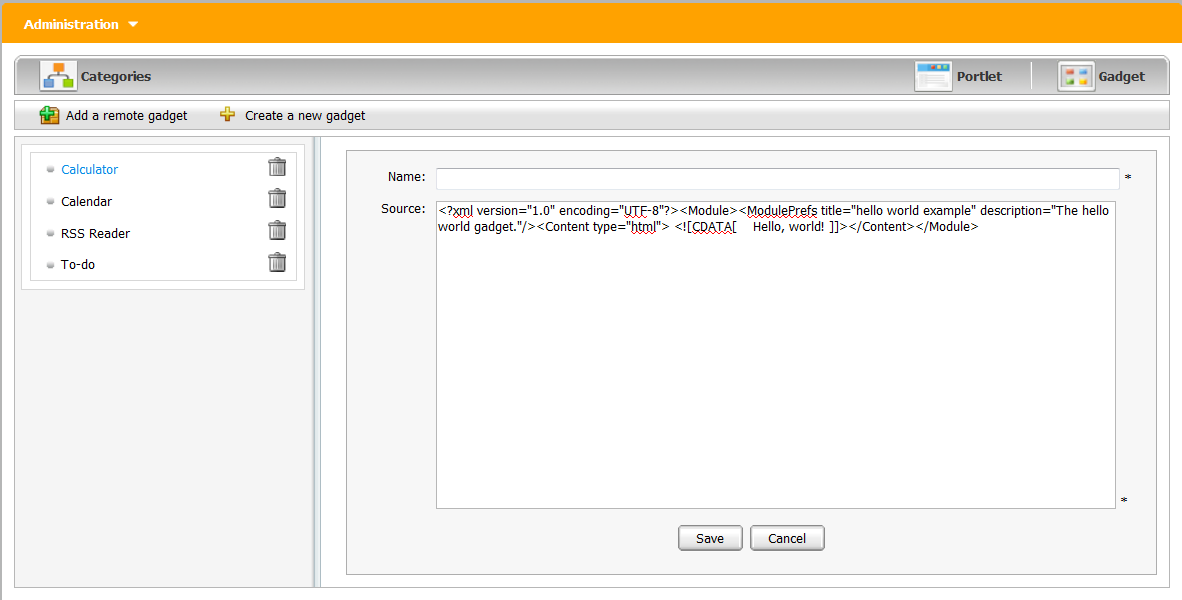 Administration
Categories
Portlet
Gadget
Add a remote gadget
Create a new gadget
Calculator
Calendar
RSS Reader
To-do
Name:
*
Source:
<?xml version="1.0" encoding="UTF-8"?><Module><ModulePrefs title="hello world example" description="The hello
world gadget."/><Content type="html"> <![CDATA[    Hello, world! ]]></Content></Module>
*
Save
Cancel